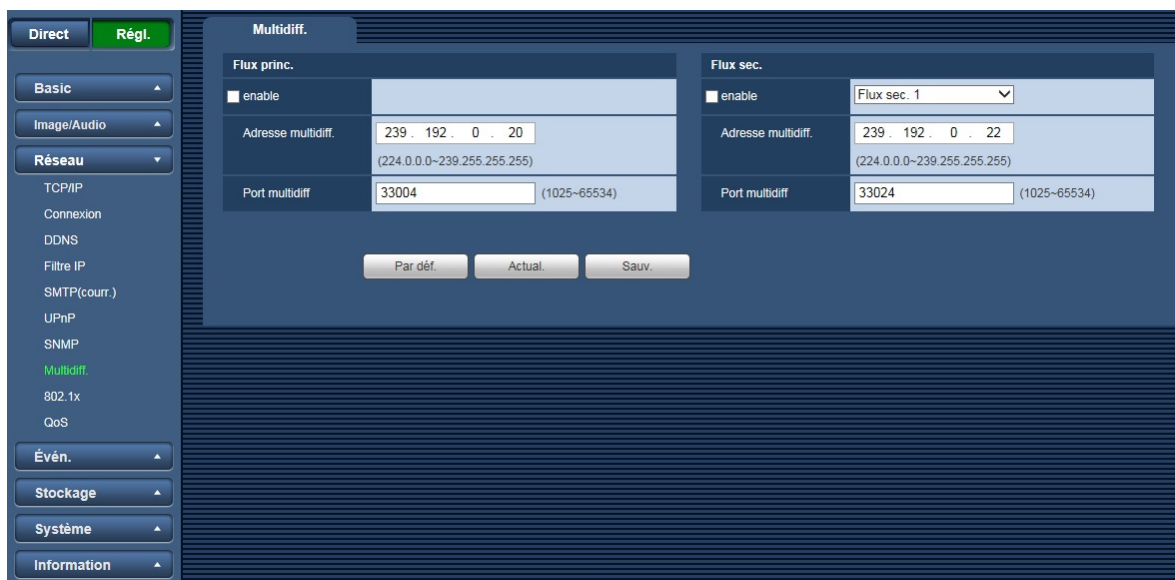 Direct
Régl.
Basic
Image/Audio
Réseau
TCP/IP
Connexion
DDNS
Filtre IP
SMTP(courr.)
UPnP
SNMP
Multidiff.
802.1x
QoS
Évén.
Stockage
Système
Information
Multidiff.
Flux princ.
enable
Adresse multidiff. 239 . 192 . 0 . 20
(224.0.0.0~239.255.255.255)
Port multidiff 33004 (1025~65534)
Flux sec.
enable Flux sec. 1
Adresse multidiff. 239 . 192 . 0 . 22
(224.0.0.0~239.255.255.255)
Port multidiff 33024 (1025~65534)
Par déf. Actual. Sauv.